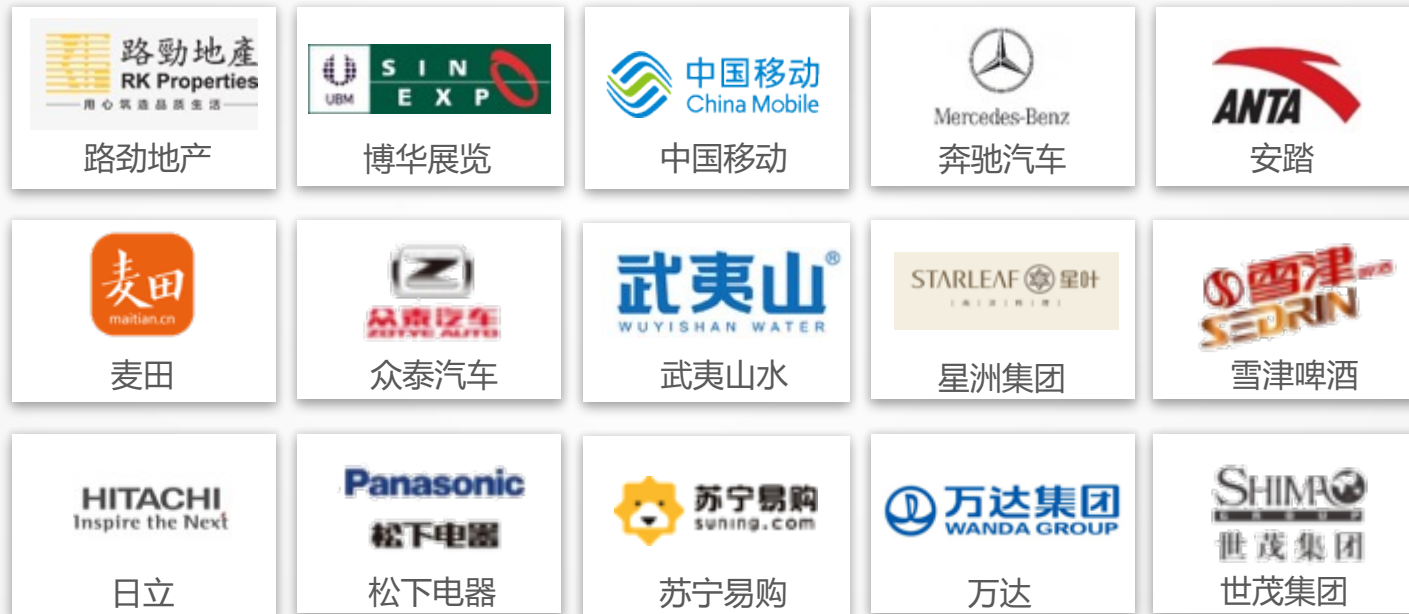 路勁地產
RK Properties
用心筑造品质生活
路劲地产
UBM
SIN
EXPO
博华展览
中国移动
China Mobile
中国移动
Mercedes-Benz
奔驰汽车
ANTA
安踏
麦田
maitian.cn
麦田
众泰汽车
ZOTYE AUTO
众泰汽车
武夷山®
WUYISHAN WATER
武夷山水
STARLEAF 星叶
星洲集团
雪津啤酒
SEDRIN
雪津啤酒
HITACHI
Inspire the Next
日立
Panasonic
松下电器
松下电器
苏宁易购
suning.com
苏宁易购
万达集团
WANDA GROUP
万达
SHIMAO
GROUP
世茂集团
世茂集团